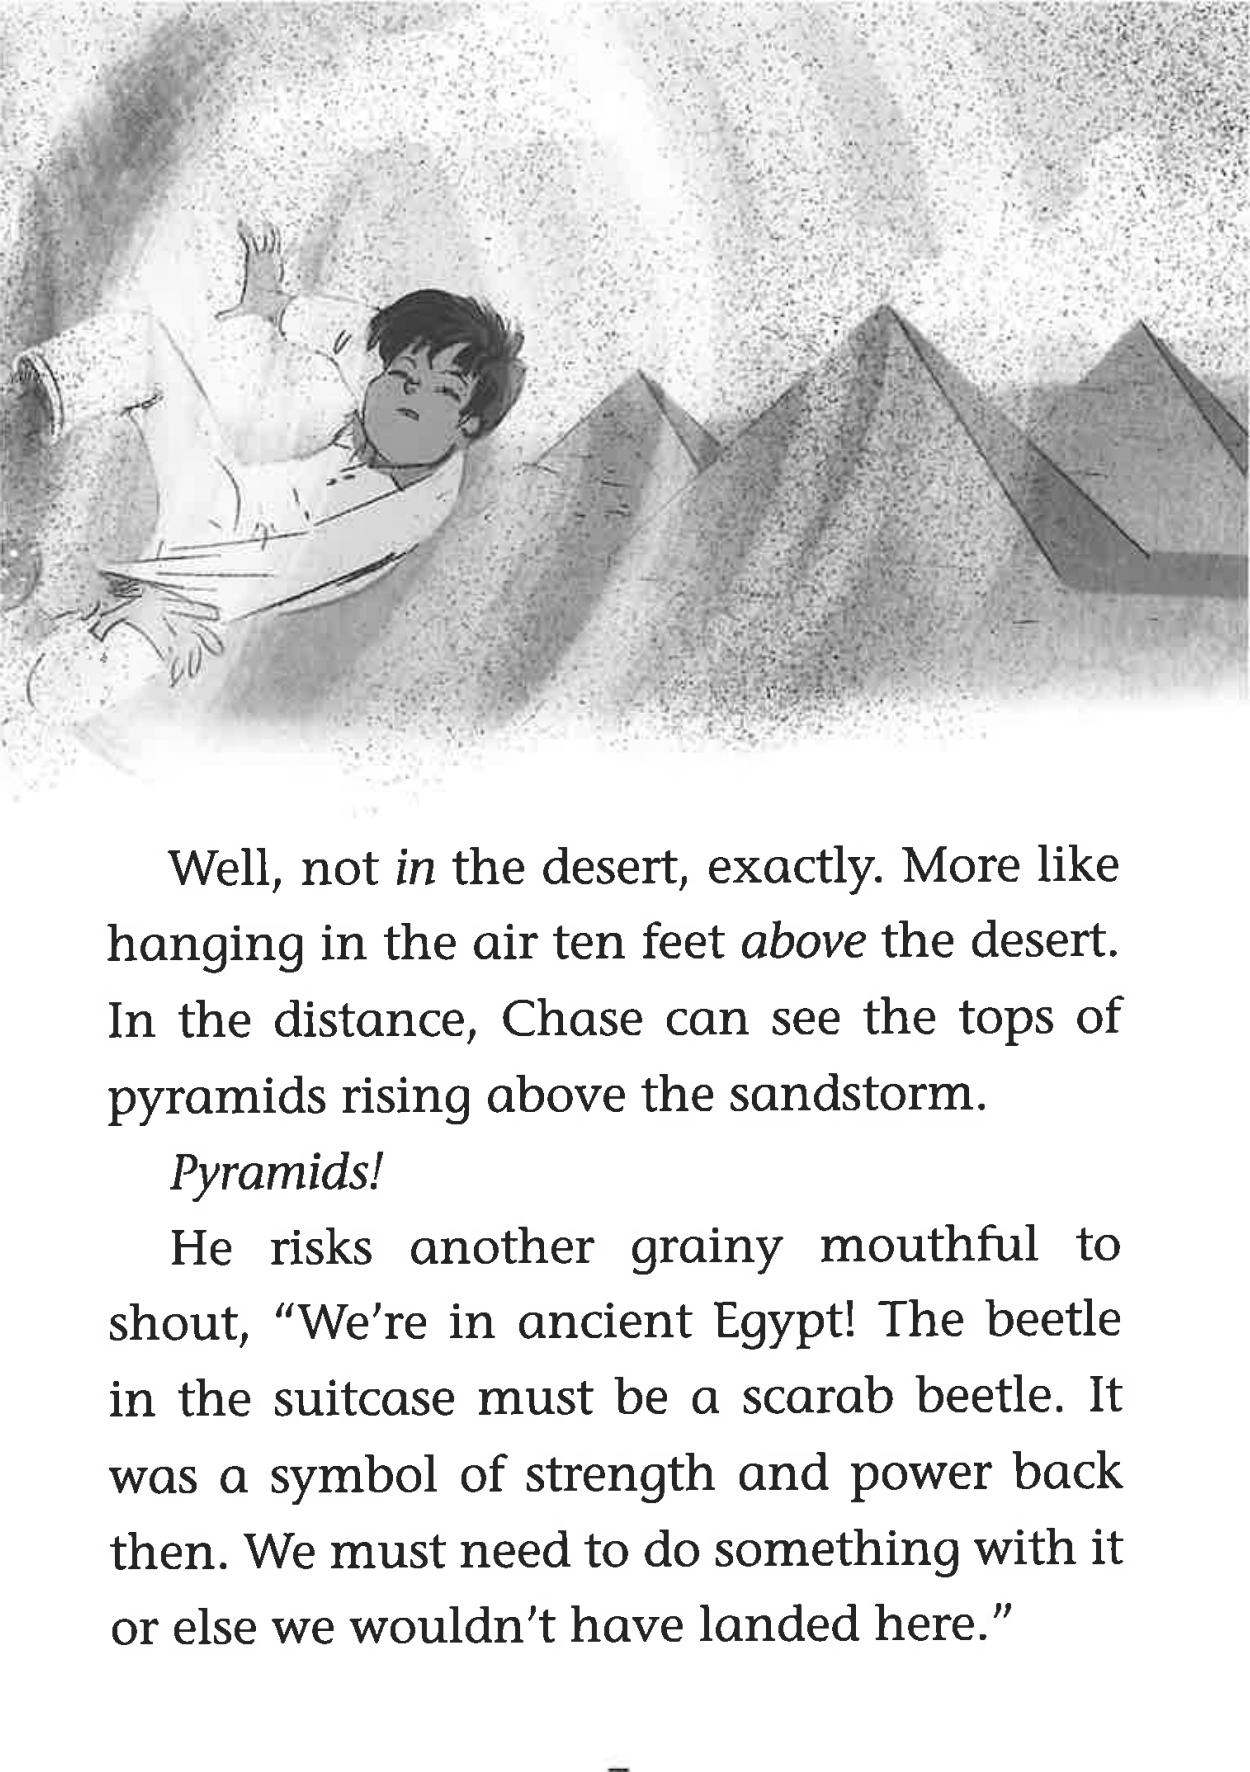 Well, not in the desert, exactly. More like
hanging in the air ten feet above the desert.
In the distance, Chase can see the tops of
pyramids rising above the sandstorm.
Pyramids!
He risks another grainy mouthful to
shout, “We’re in ancient Egypt! The beetle
in the suitcase must be a scarab beetle. It
was a symbol of strength and power back
then. We must need to do something with it
or else we wouldn’t have landed here.”